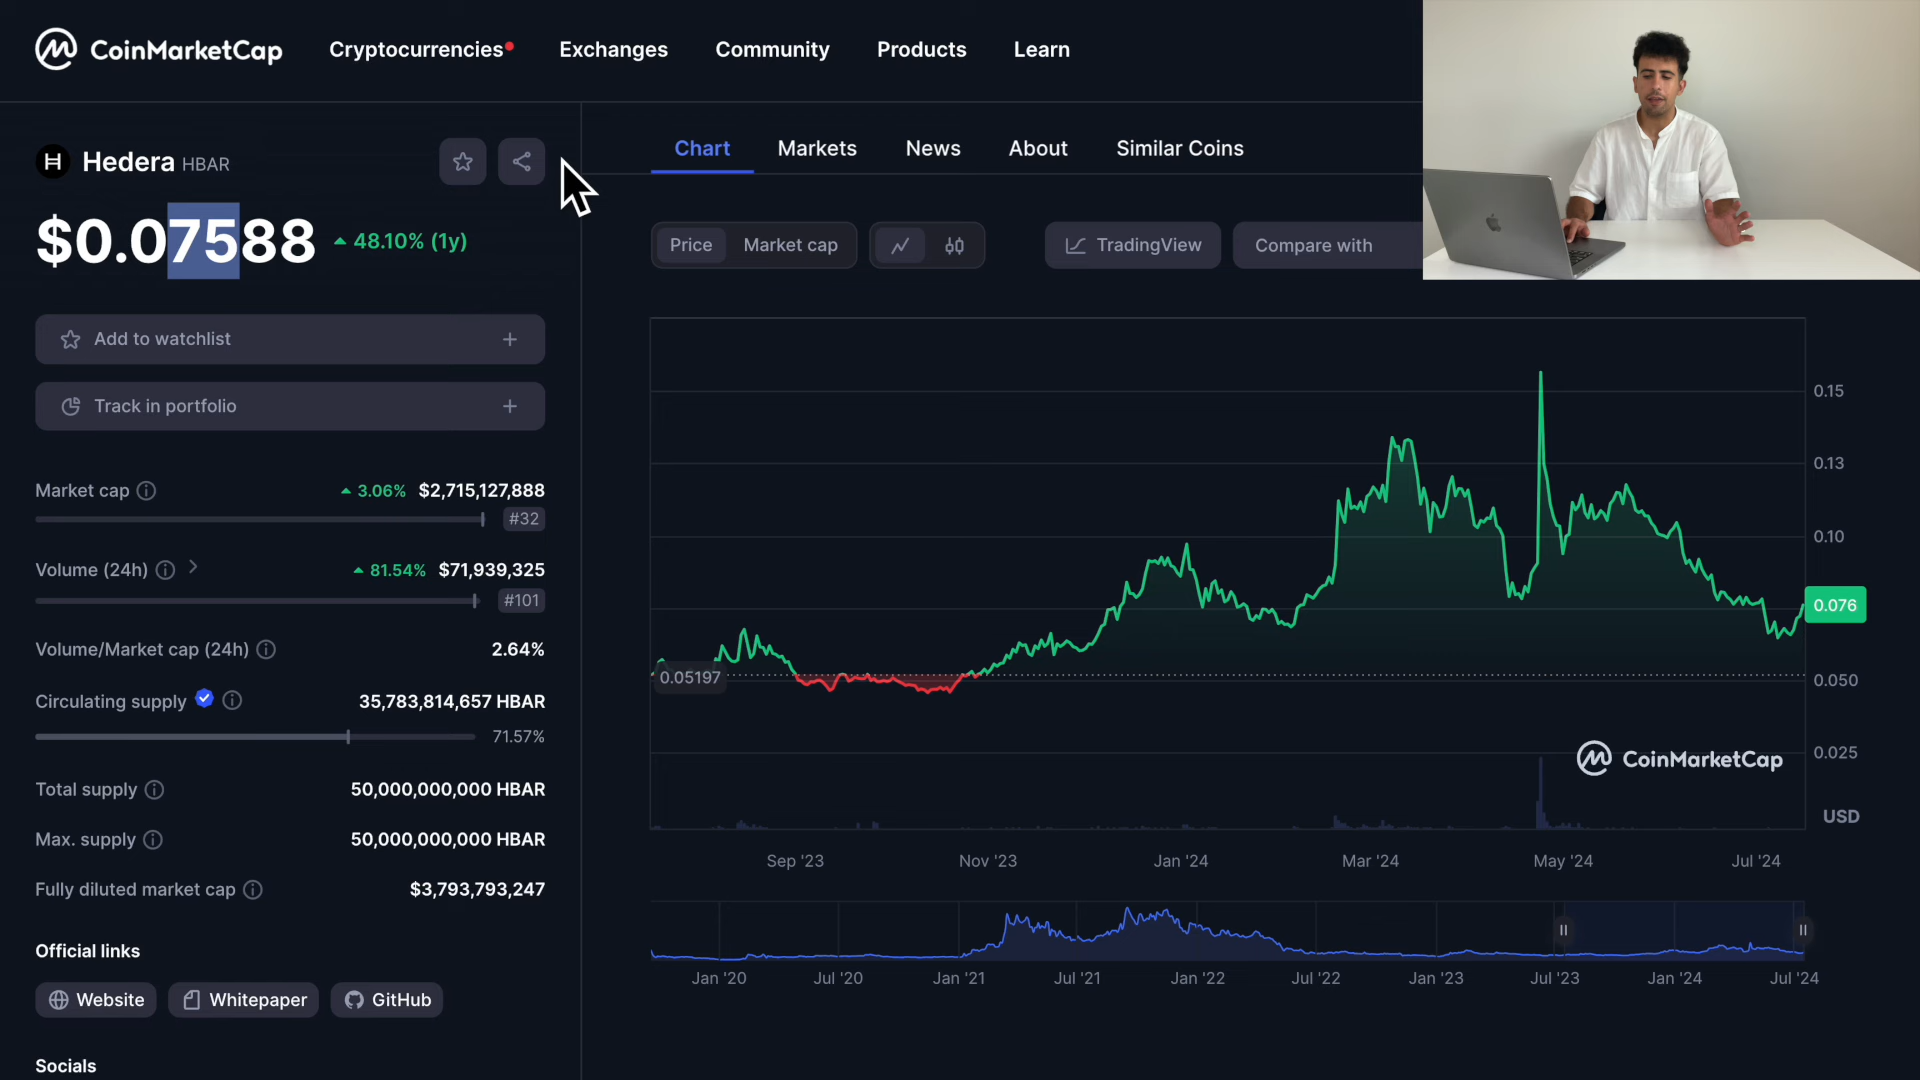 CoinMarketCap
Cryptocurrencies
Exchanges
Community
Products
Learn
Hedera HBAR
$0.07588
48.10% (1y)
Add to watchlist
Track in portfolio
Market cap
3.06% $2,715,127,888
#32
Volume (24h)
81.54% $71,939,325
#101
Volume/Market cap (24h)
2.64%
Circulating supply
35,783,814,657 HBAR
71.57%
Total supply
50,000,000,000 HBAR
Max. supply
50,000,000,000 HBAR
Fully diluted market cap
$3,793,793,247
Official links
Website
Whitepaper
GitHub
Socials
Chart
Markets
News
About
Similar Coins
Price
Market cap
TradingView
Compare with
0.15
0.13
0.10
0.076
0.05197
0.050
0.025
CoinMarketCap
USD
Sep '23
Nov '23
Jan '24
Mar '24
May '24
Jul '24
Jan '20
Jul '20
Jan '21
Jul '21
Jan '22
Jul '22
Jan '23
Jul '23
Jan '24
Jul '24